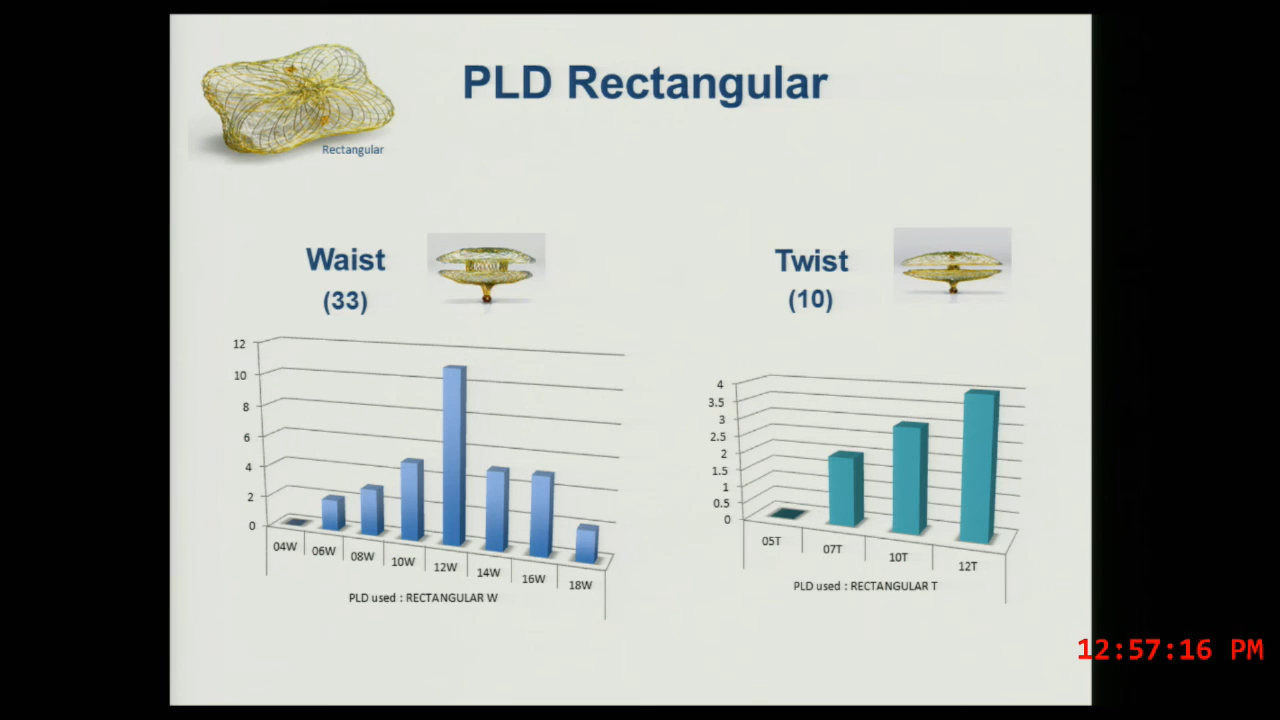 PLD Rectangular
Rectangular
Waist
(33)
Twist
(10)
12
10
8
6
4
2
0
04W 06W 08W 10W 12W 14W 16W 18W
PLD used : RECTANGULAR W
4
3.5
3
2.5
2
1.5
1
0.5
0
05T 07T 10T 12T
PLD used : RECTANGULAR T
12:57:16 PM